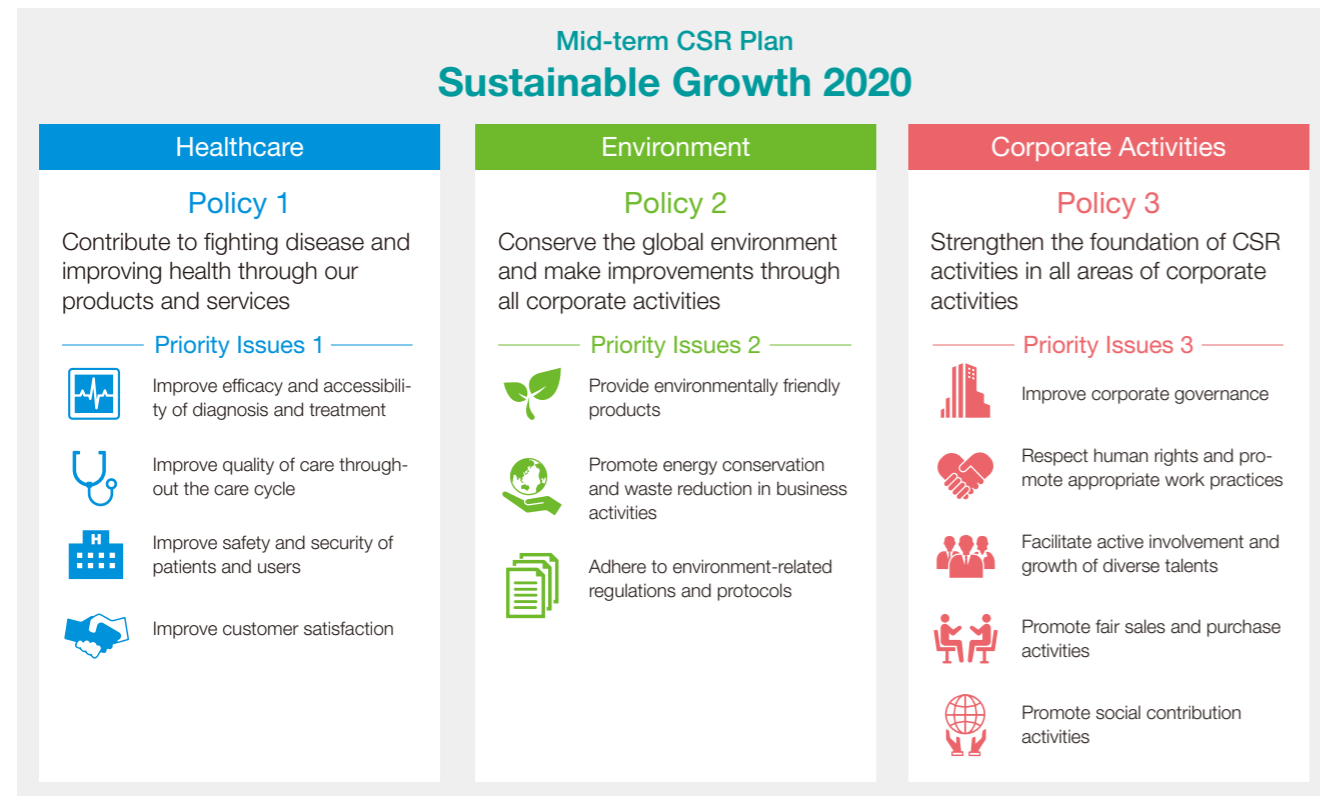 Mid-term CSR Plan
Sustainable Growth 2020
Healthcare
Policy 1
Contribute to fighting disease and
improving health through our
products and services
Priority Issues 1
Improve efficacy and accessibili-
ty of diagnosis and treatment
Improve quality of care through-
out the care cycle
H
Improve safety and security of
patients and users
Improve customer satisfaction
Environment
Policy 2
Conserve the global environment
and make improvements through
all corporate activities
Priority Issues 2
Provide environmentally friendly
products
Promote energy conservation
and waste reduction in business
activities
Adhere to environment-related
regulations and protocols
Corporate Activities
Policy 3
Strengthen the foundation of CSR
activities in all areas of corporate
activities
Priority Issues 3
Improve corporate governance
Respect human rights and pro-
mote appropriate work practices
Facilitate active involvement and
growth of diverse talents
Promote fair sales and purchase
activities
Promote social contribution
activities